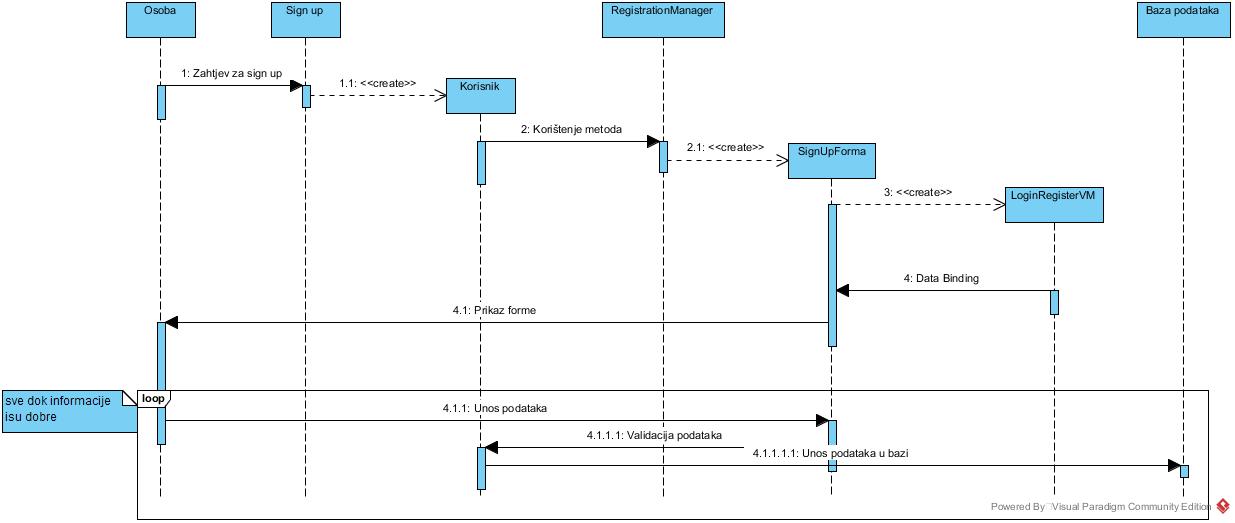 Osoba
Sign up
RegistrationManager
Baza podataka
1: Zahtjev za sign up
1.1: <<create>>
Korisnik
2: Korištenje metoda
2.1: <<create>>
SignUpForma
3: <<create>>
LoginRegisterVM
4: Data Binding
4.1: Prikaz forme
sve dok informacije
isu dobre
loop
4.1.1: Unos podataka
4.1.1.1: Validacija podataka
4.1.1.1.1: Unos podataka u bazi
Powered By Visual Paradigm Community Edition